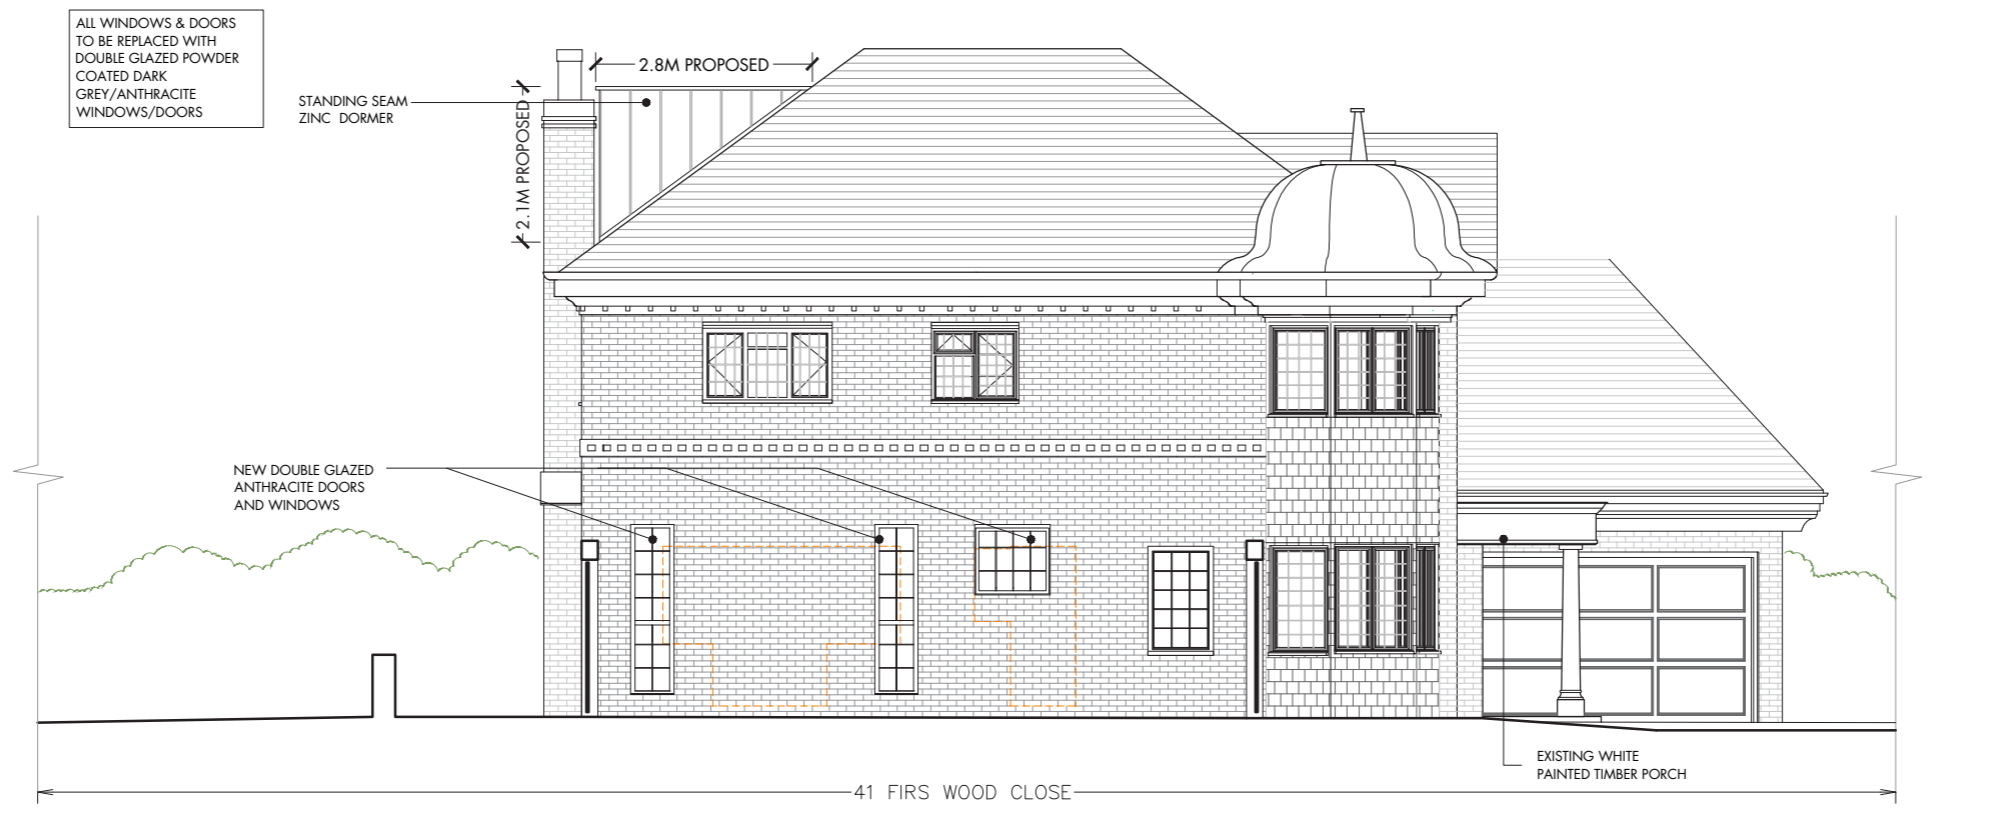 ALL WINDOWS & DOORS
TO BE REPLACED WITH
DOUBLE GLAZED POWDER
COATED DARK
GREY/ANTHRACITE
WINDOWS/DOORS
2.8M PROPOSED
STANDING SEAM
ZINC DORMER
2.1M PROPOSED
NEW DOUBLE GLAZED
ANTHRACITE DOORS
AND WINDOWS
EXISTING WHITE
PAINTED TIMBER PORCH
41 FIRS WOOD CLOSE